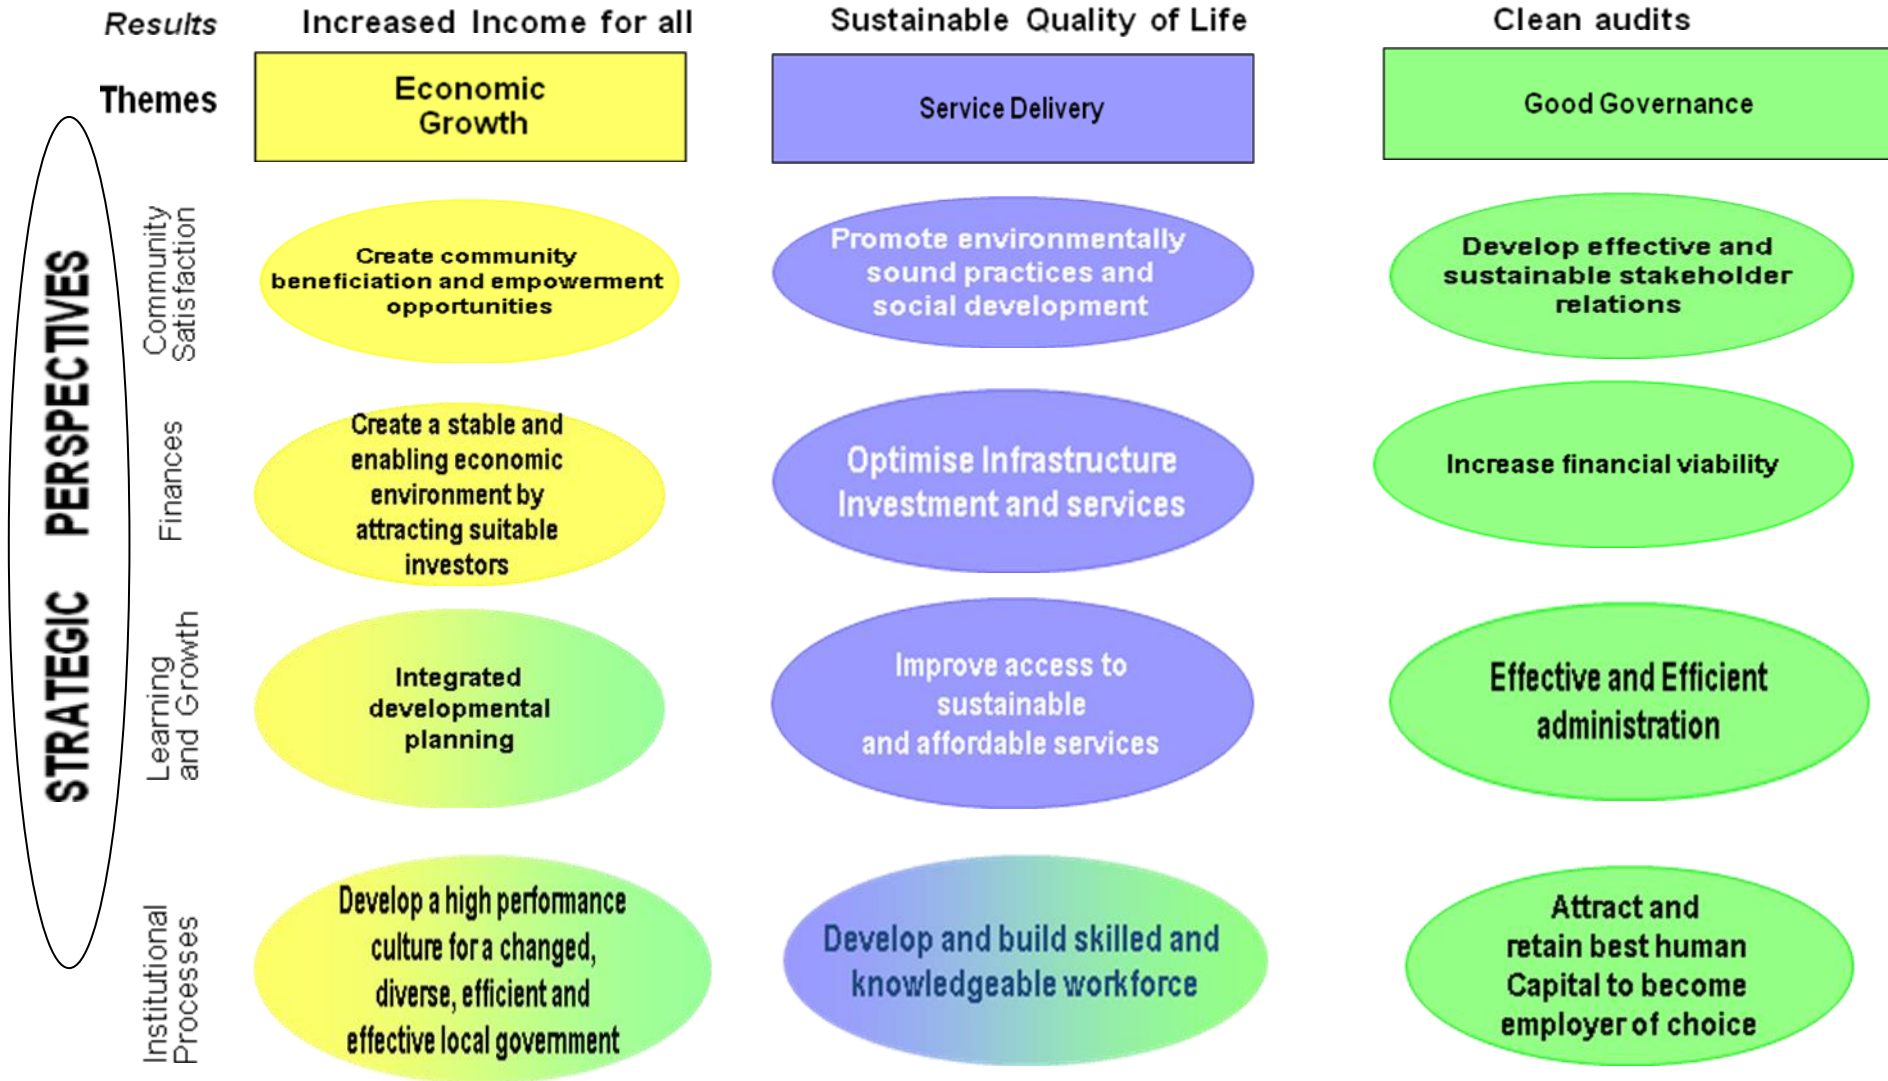 Results
Increased Income for all
Sustainable Quality of Life
Clean audits
Themes
Economic
Growth
Service Delivery
Good Governance
STRATEGIC PERSPECTIVES
Community
Satisfaction
Create community
beneficiation and empowerment
opportunities
Promote environmentally
sound practices and
social development
Develop effective and
sustainable stakeholder
relations
Finances
Create a stable and
enabling economic
environment by
attracting suitable
investors
Optimise Infrastructure
Investment and services
Increase financial viability
Learning
and Growth
Integrated
developmental
planning
Improve access to
sustainable
and affordable services
Effective and Efficient
administration
Institutional
Processes
Develop a high performance
culture for a changed,
diverse, efficient and
effective local government
Develop and build skilled and
knowledgeable workforce
Attract and
retain best human
Capital to become
employer of choice